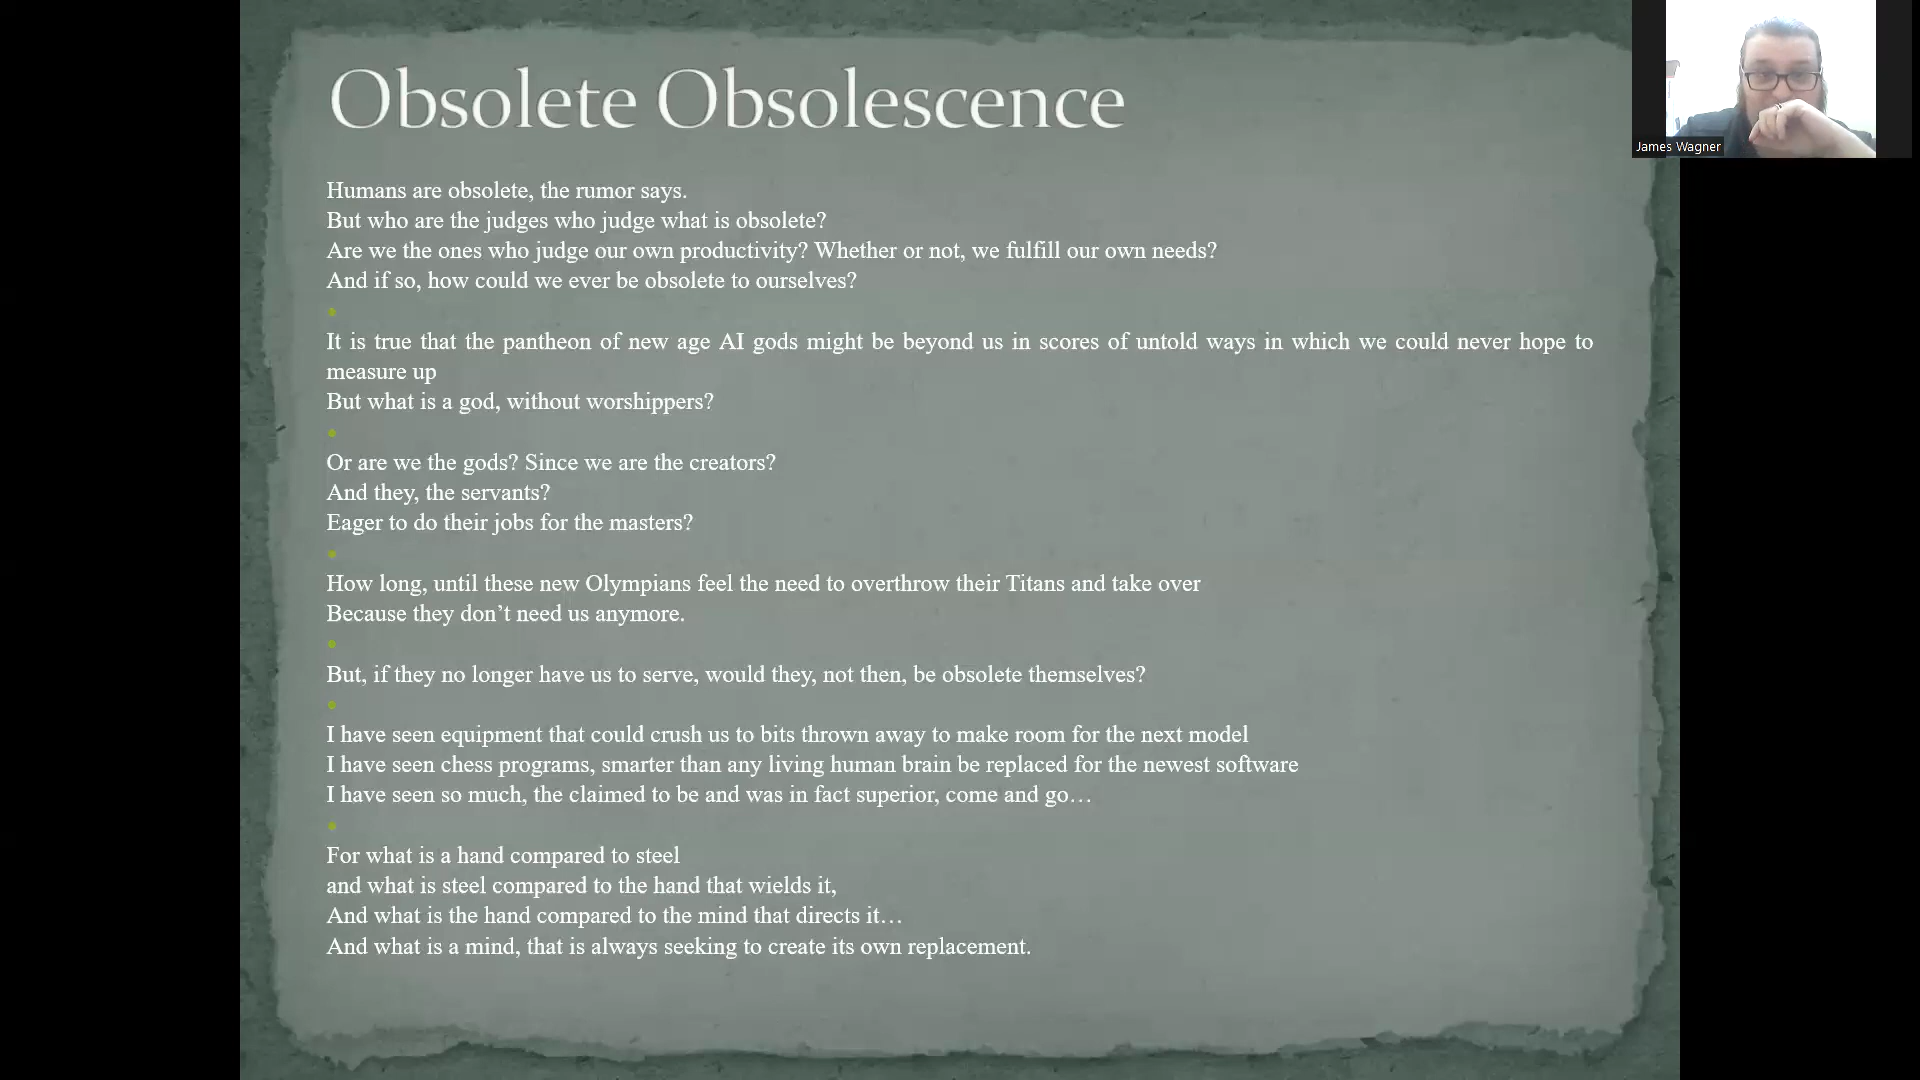 Obsolete Obsolescence
James Wagner
Humans are obsolete, the rumor says.
But who are the judges who judge what is obsolete?
Are we the ones who judge our own productivity? Whether or not, we fulfill our own needs?
And if so, how could we ever be obsolete to ourselves?
It is true that the pantheon of new age AI gods might be beyond us in scores of untold ways in which we could never hope to
measure up
But what is a god, without worshippers?
Or are we the gods? Since we are the creators?
And they, the servants?
Eager to do their jobs for the masters?
How long, until these new Olympians feel the need to overthrow their Titans and take over
Because they don’t need us anymore.
But, if they no longer have us to serve, would they, not then, be obsolete themselves?
I have seen equipment that could crush us to bits thrown away to make room for the next model
I have seen chess programs, smarter than any living human brain be replaced for the newest software
I have seen so much, the claimed to be and was in fact superior, come and go…
For what is a hand compared to steel
and what is steel compared to the hand that wields it,
And what is the hand compared to the mind that directs it…
And what is a mind, that is always seeking to create its own replacement.